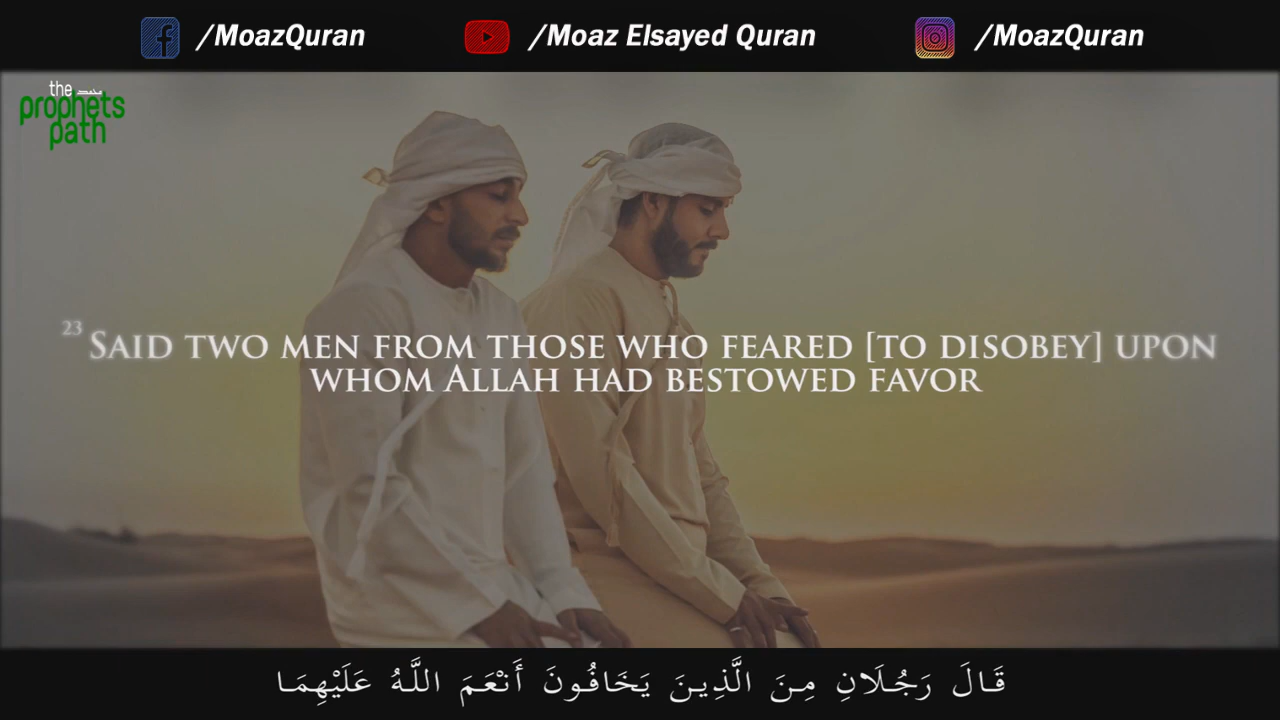 /MoazQuran
/Moaz Elsayed Quran
/MoazQuran
the
prophets
path
23 Said two men from those who feared [to disobey] upon
whom Allah had bestowed favor
قَالَ رَجُلَانِ مِنَ الَّذِينَ يَخَافُونَ أَنْعَمَ اللَّهُ عَلَيْهِمَا